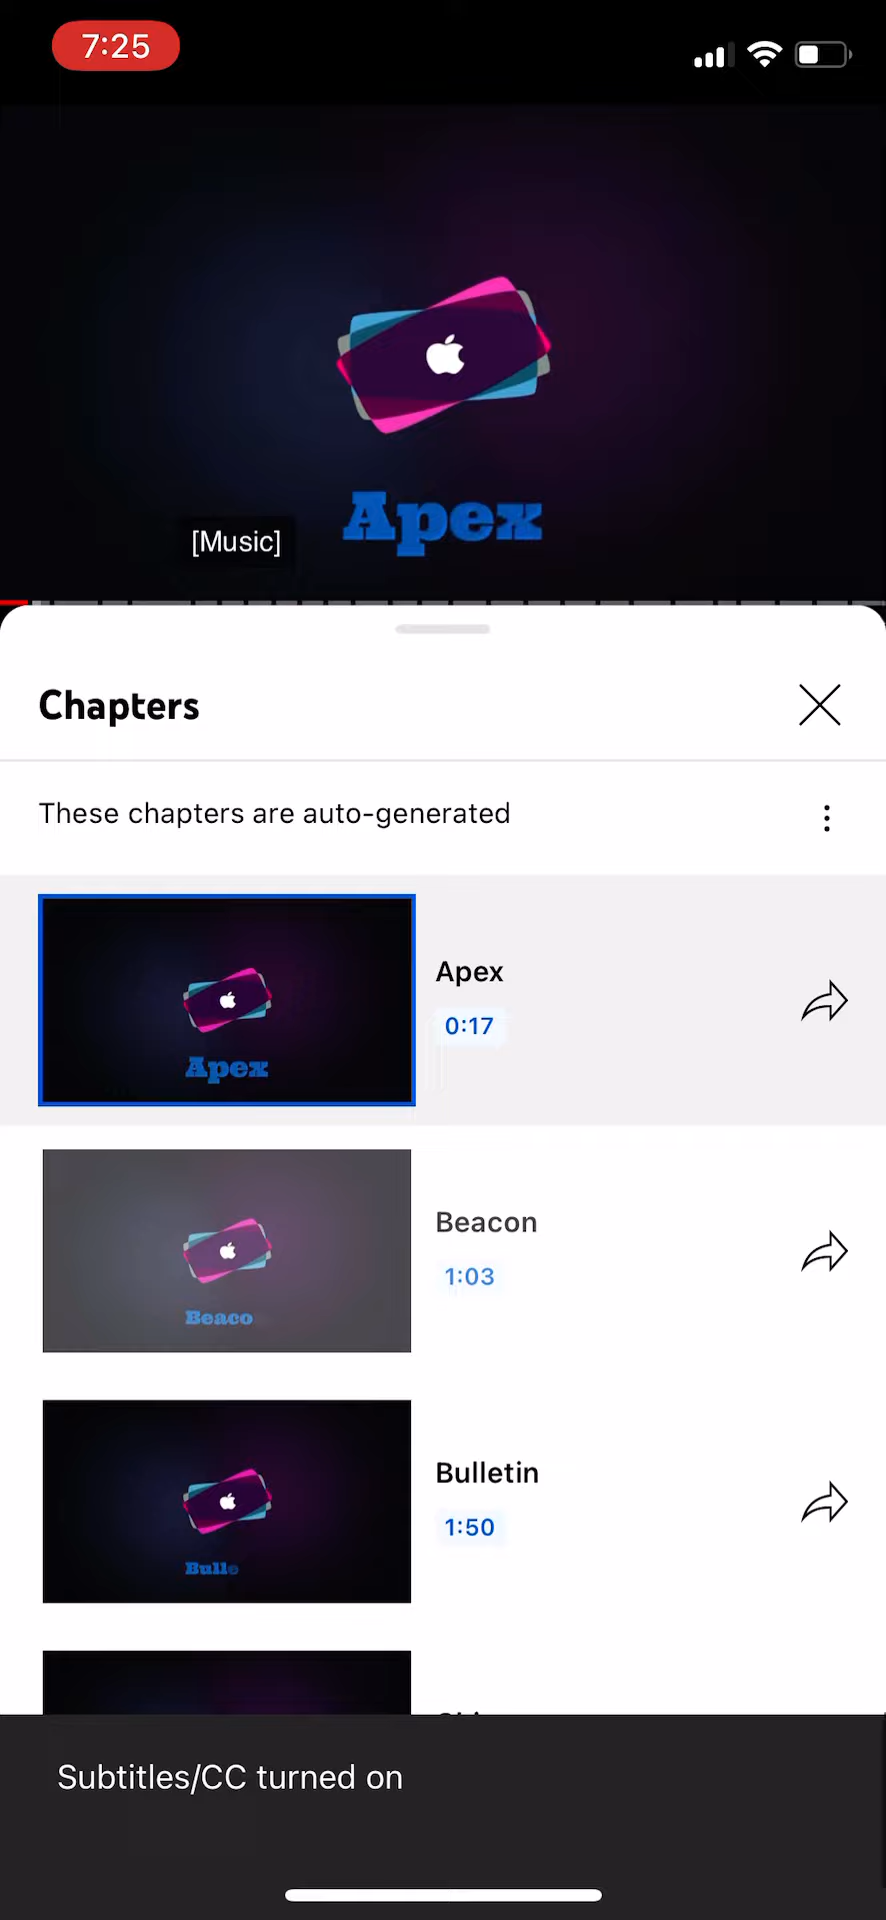 7:25
Apex
[Music]
Chapters
These chapters are auto-generated
Apex
Apex
0:17
Beacon
Beaco
1:03
Bulletin
Bulle
1:50
Subtitles/CC turned on